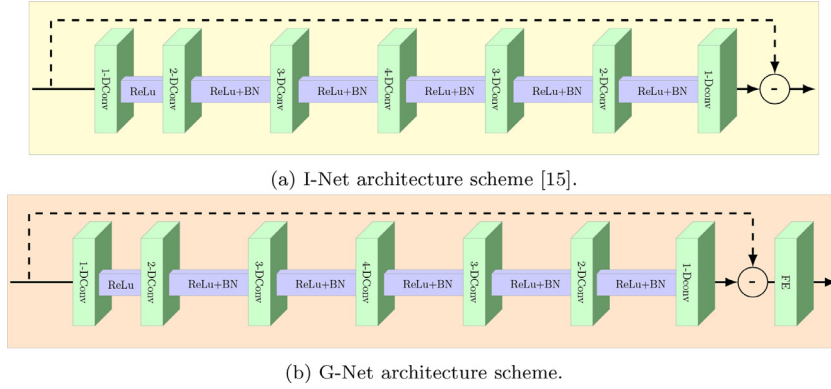 1-DConv ReLu 2-DConv ReLu+BN 3-DConv ReLu+BN 4-DConv ReLu+BN 3-DConv ReLu+BN 2-DConv ReLu+BN 1-Dconv -
(a) I-Net architecture scheme [15].
1-DConv ReLu 2-DConv ReLu+BN 3-DConv ReLu+BN 4-DConv ReLu+BN 3-DConv ReLu+BN 2-DConv ReLu+BN 1-Dconv - FE
(b) G-Net architecture scheme.